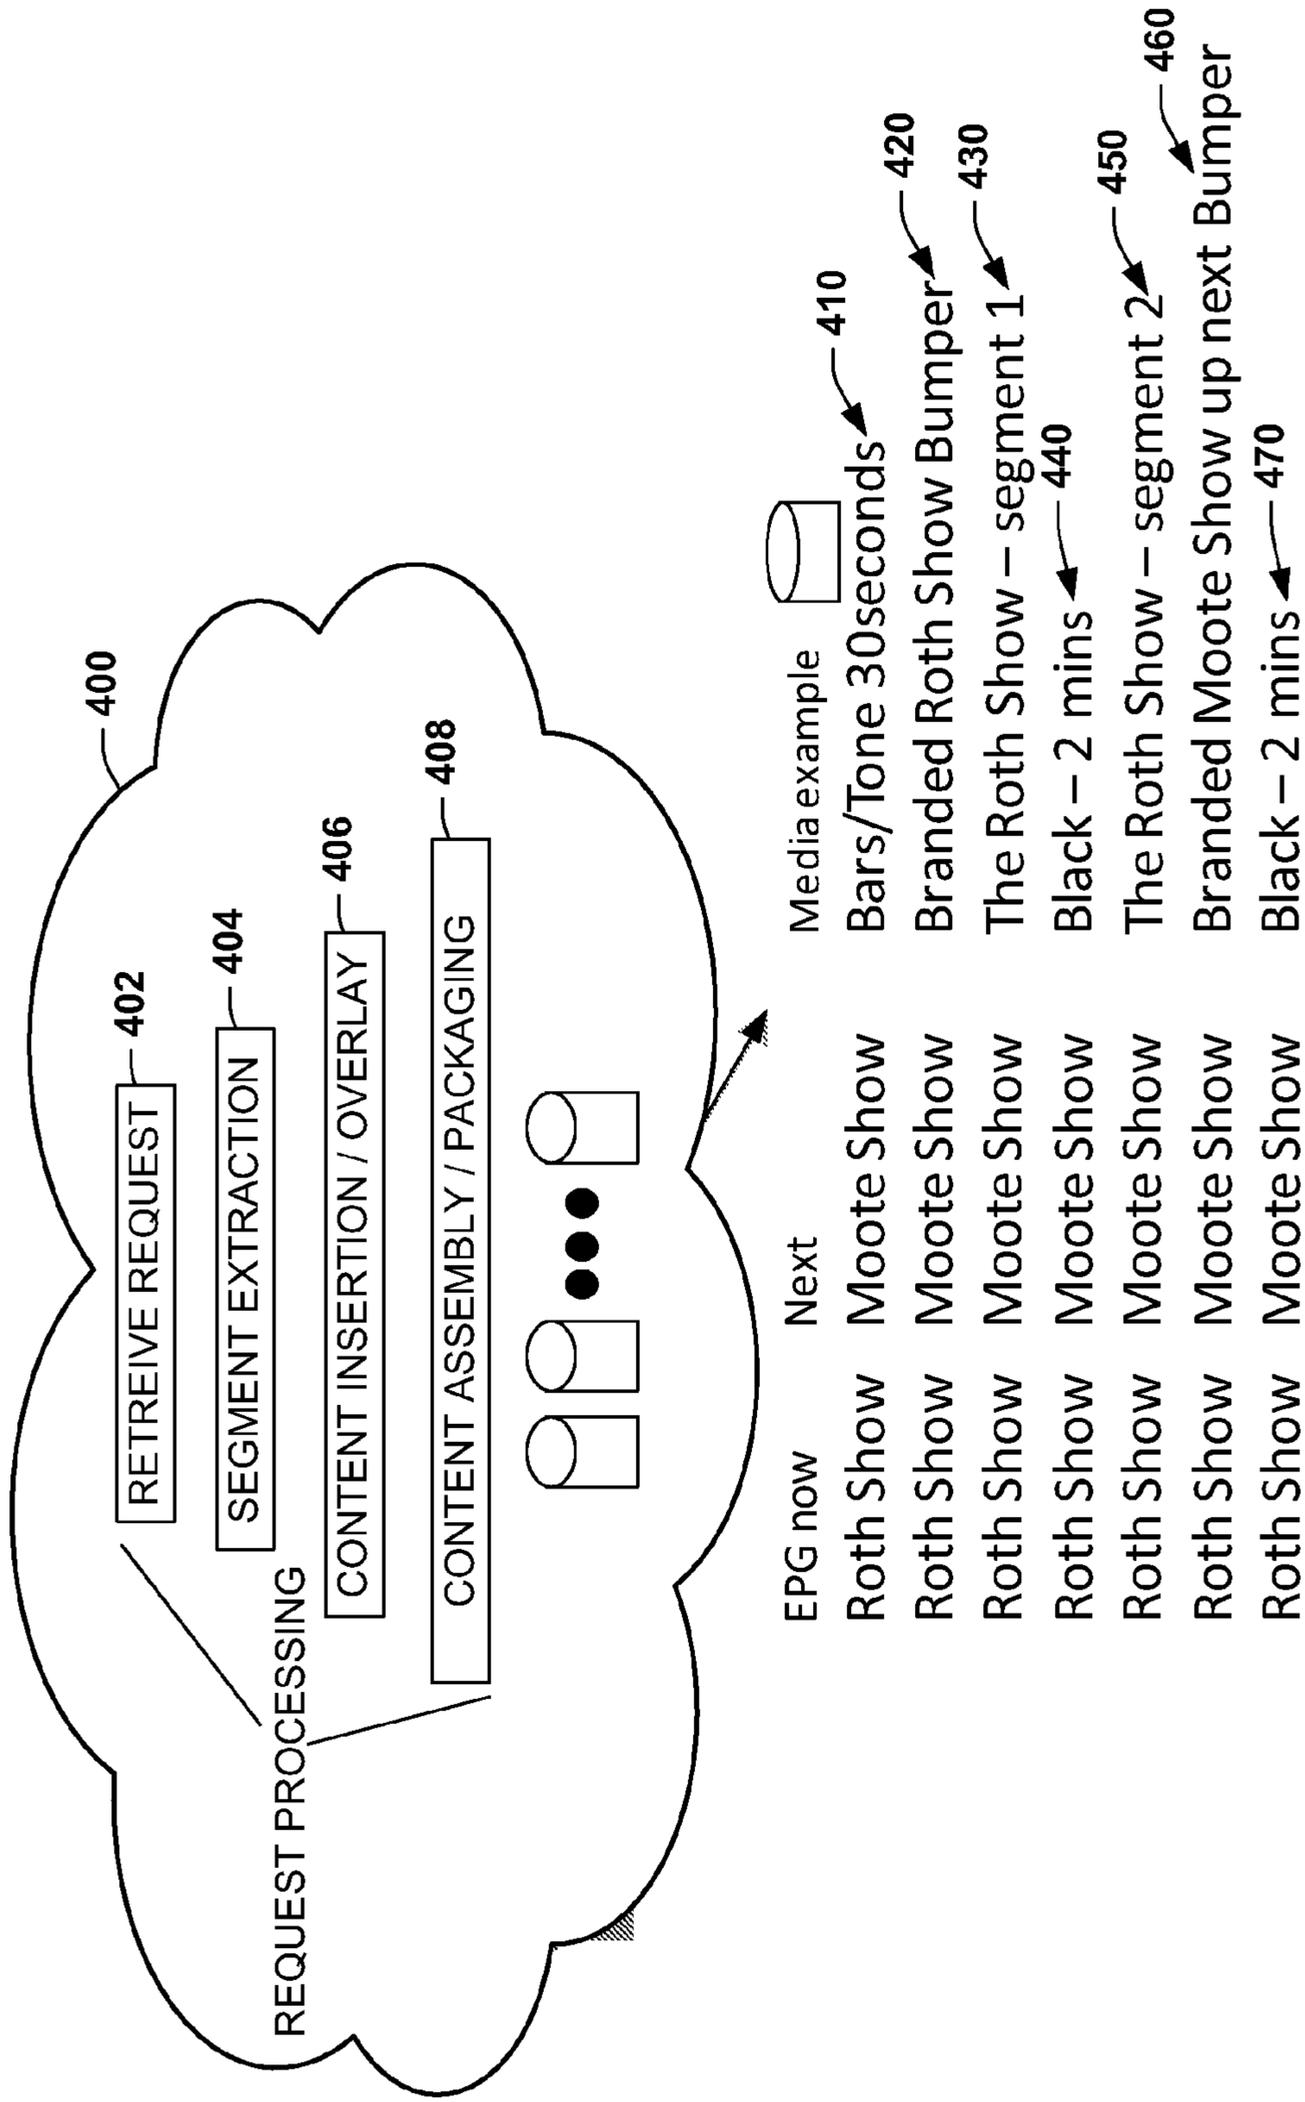 400
RETREIVE REQUEST
402
SEGMENT EXTRACTION
404
REQUEST PROCESSING
CONTENT INSERTION / OVERLAY
406
CONTENT ASSEMBLY / PACKAGING
408
EPG now Next Media example
Roth Show Moote Show Bars/Tone 30seconds 410
Roth Show Moote Show Branded Roth Show Bumper 420
Roth Show Moote Show The Roth Show – segment 1 430
Roth Show Moote Show Black – 2 mins 440
Roth Show Moote Show The Roth Show – segment 2 450
Roth Show Moote Show Branded Moote Show up next Bumper 460
Roth Show Moote Show Black – 2 mins 470